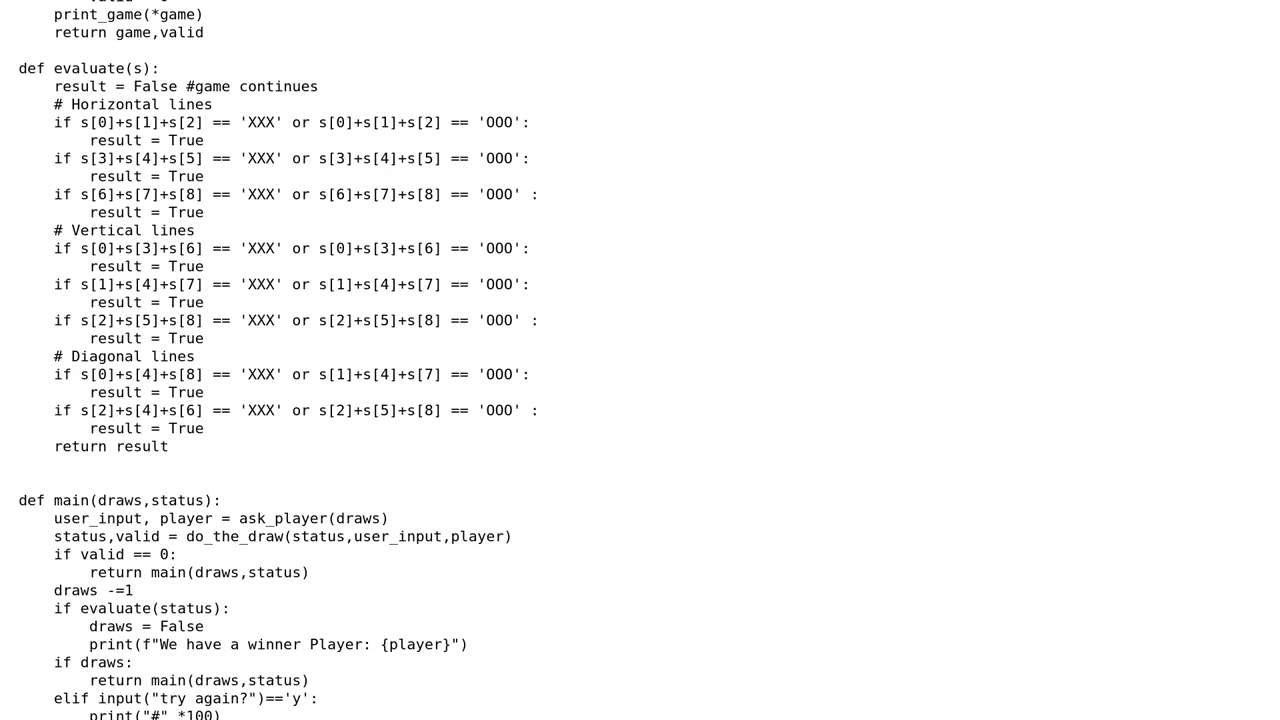 print_game(*game)
    return game,valid

def evaluate(s):
    result = False #game continues
    # Horizontal lines
    if s[0]+s[1]+s[2] == 'XXX' or s[0]+s[1]+s[2] == 'OOO':
        result = True
    if s[3]+s[4]+s[5] == 'XXX' or s[3]+s[4]+s[5] == 'OOO':
        result = True
    if s[6]+s[7]+s[8] == 'XXX' or s[6]+s[7]+s[8] == 'OOO' :
        result = True
    # Vertical lines
    if s[0]+s[3]+s[6] == 'XXX' or s[0]+s[3]+s[6] == 'OOO':
        result = True
    if s[1]+s[4]+s[7] == 'XXX' or s[1]+s[4]+s[7] == 'OOO':
        result = True
    if s[2]+s[5]+s[8] == 'XXX' or s[2]+s[5]+s[8] == 'OOO' :
        result = True
    # Diagonal lines
    if s[0]+s[4]+s[8] == 'XXX' or s[1]+s[4]+s[7] == 'OOO':
        result = True
    if s[2]+s[4]+s[6] == 'XXX' or s[2]+s[5]+s[8] == 'OOO' :
        result = True
    return result


def main(draws,status):
    user_input, player = ask_player(draws)
    status,valid = do_the_draw(status,user_input,player)
    if valid == 0:
        return main(draws,status)
    draws -=1
    if evaluate(status):
        draws = False
        print(f"We have a winner Player: {player}")
    if draws:
        return main(draws,status)
    elif input("try again?")=='y':
        print("#" *100)